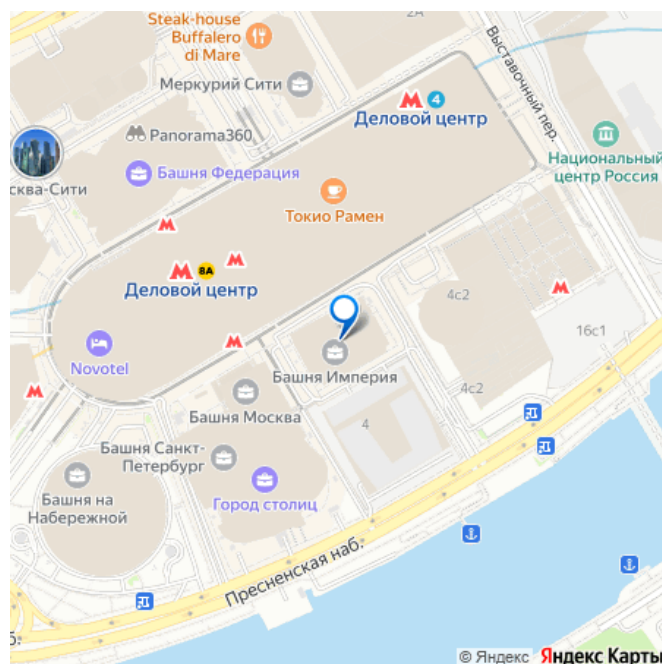 Steak-house
Buffalero
di Mare
2А
Выставочный пер.
Меркурий Сити
4
Деловой центр
Panorama360
Национальный
центр Россия
сква-Сити
Башня Федерация
Токио Рамен
8А
Деловой центр
4с2
16с1
Novotel
Башня Империя
4с2
Башня Москва
4
Башня Санкт-
Петербург
Башня на
Набережной
Город столиц
Пресненская наб.
б.
© Яндекс Яндекс Карты